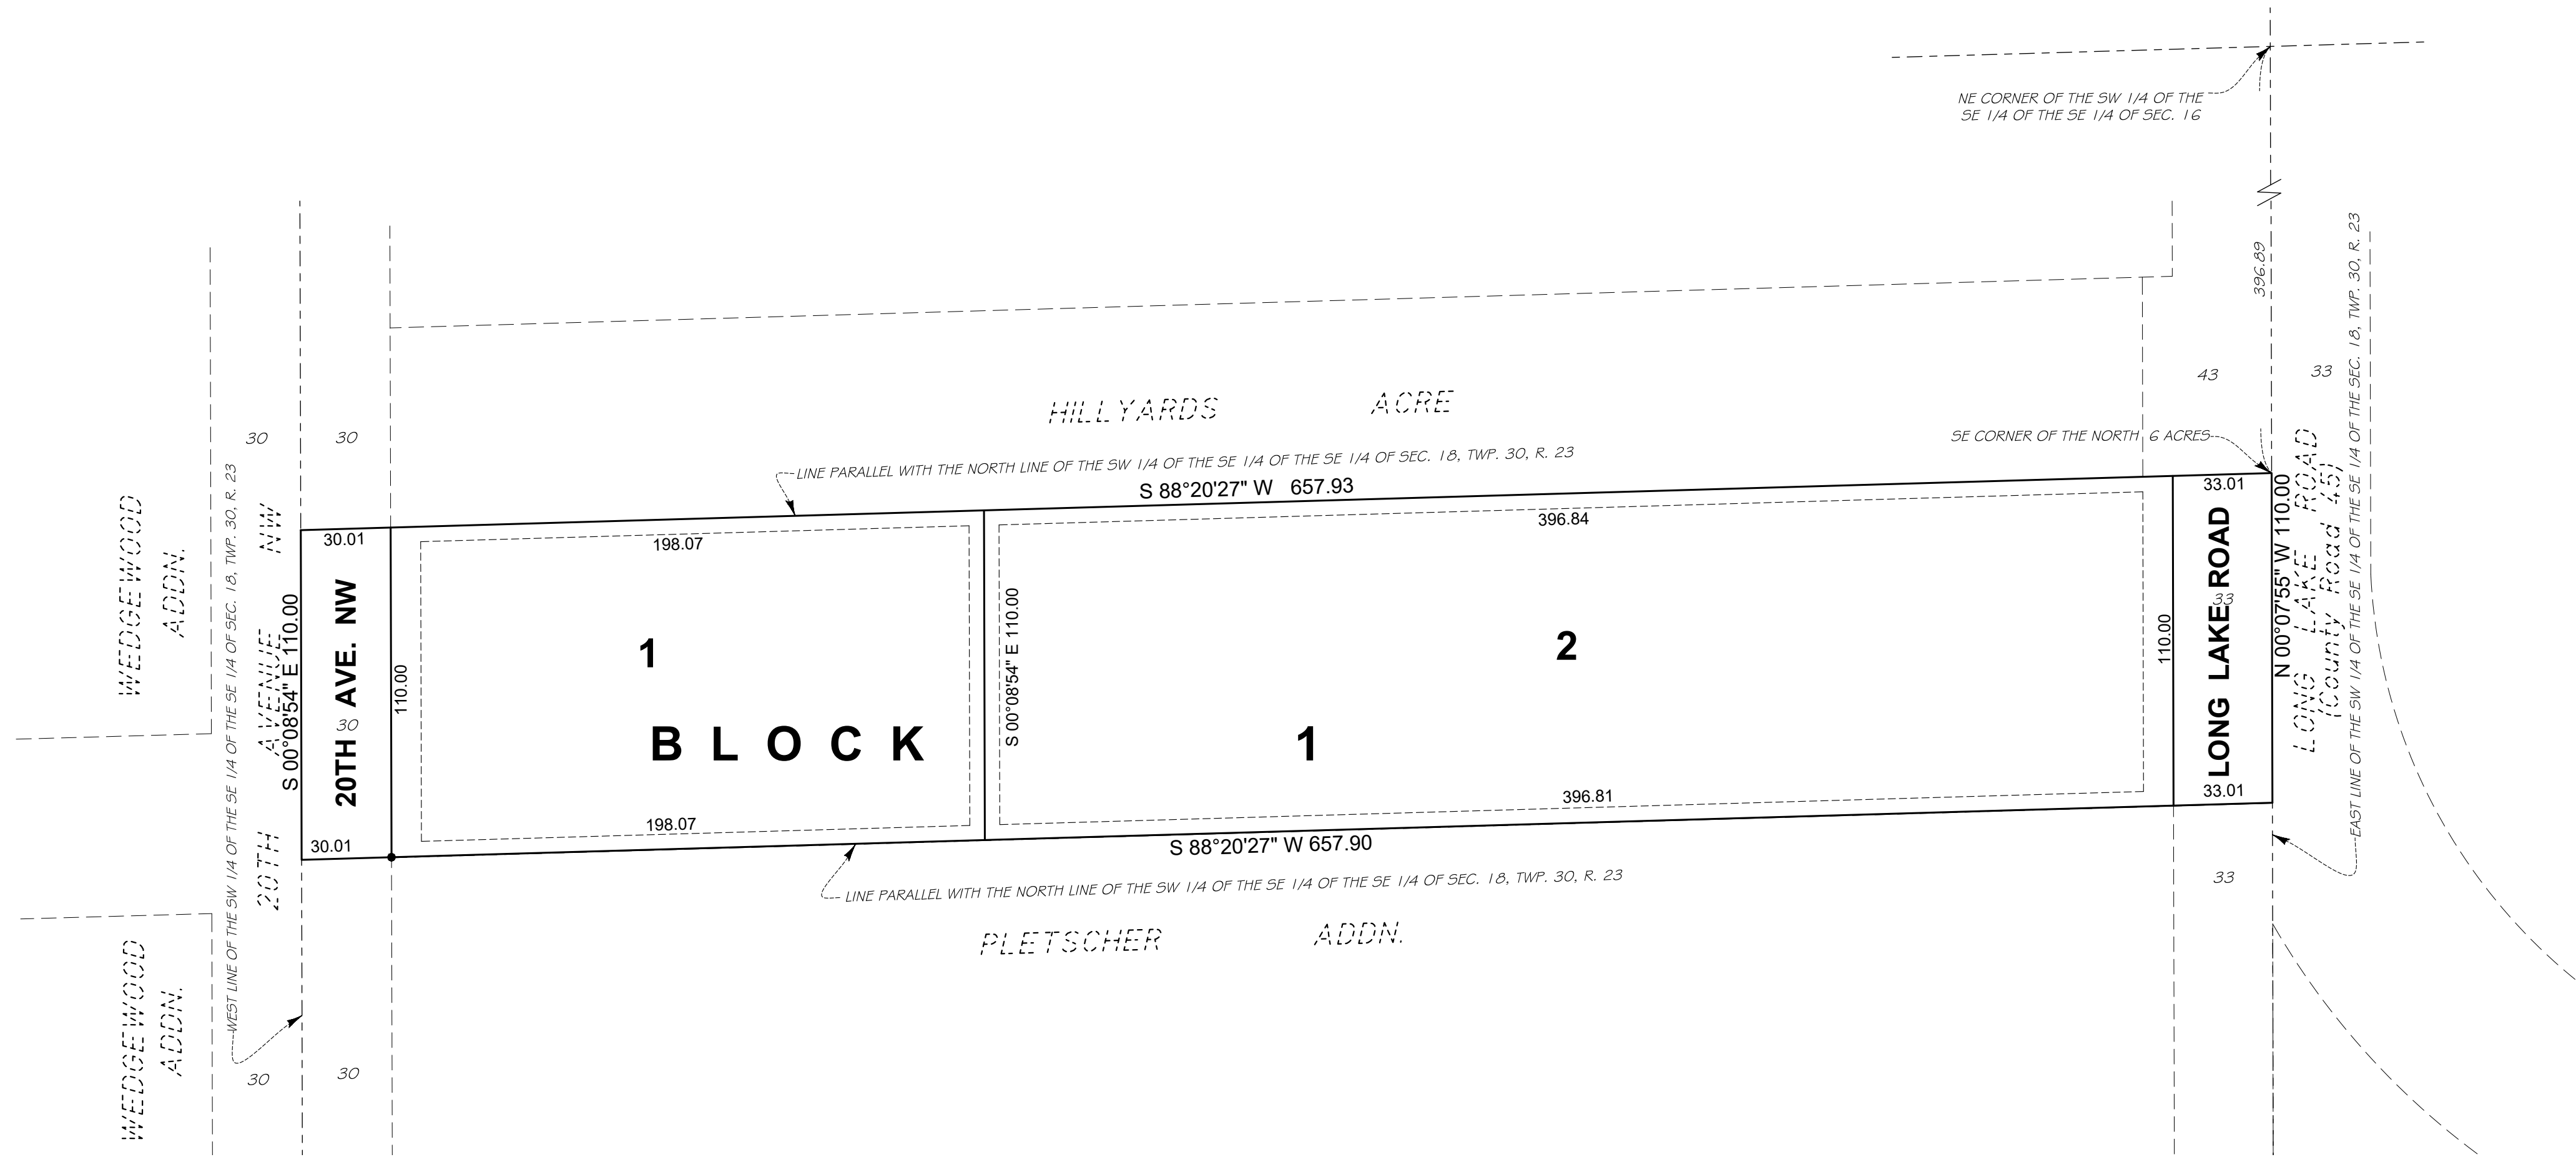 NE CORNER OF THE SW 1/4 OF THE
SE 1/4 OF THE SE 1/4 OF SEC. 16
396.89
EAST LINE OF THE SW 1/4 OF THE SE 1/4 OF THE SE 1/4 OF THE SEC. 18, TWP. 30, R. 23
43
33
HILLYARDS ACRE
30
30
SE CORNER OF THE NORTH 6 ACRES
LINE PARALLEL WITH THE NORTH LINE OF THE SW 1/4 OF THE SE 1/4 OF THE SE 1/4 OF SEC. 18, TWP. 30, R. 23
S 88°20'27" W 657.93
WEST LINE OF THE SW 1/4 OF THE SE 1/4 OF THE SE 1/4 OF SEC. 18, TWP. 30, R. 23
WEDGEWOOD
ADDN.
20TH AVENUE NW
S 00°08'54" E 110.00
30.01
20TH AVE. NW
30
30.01
110.00
198.07
1
BLOCK 1
198.07
S 00°08'54" E 110.00
396.84
2
396.81
110.00
33.01
LONG LAKE ROAD
33
33.01
N 00°07'55" W 110.00
LONG LAKE ROAD
(County Road 45)
S 88°20'27" W 657.90
LINE PARALLEL WITH THE NORTH LINE OF THE SW 1/4 OF THE SE 1/4 OF THE SE 1/4 OF SEC. 18, TWP. 30, R. 23
33
PLETSCHER ADDN.
WEDGEWOOD
ADDN.
30
30